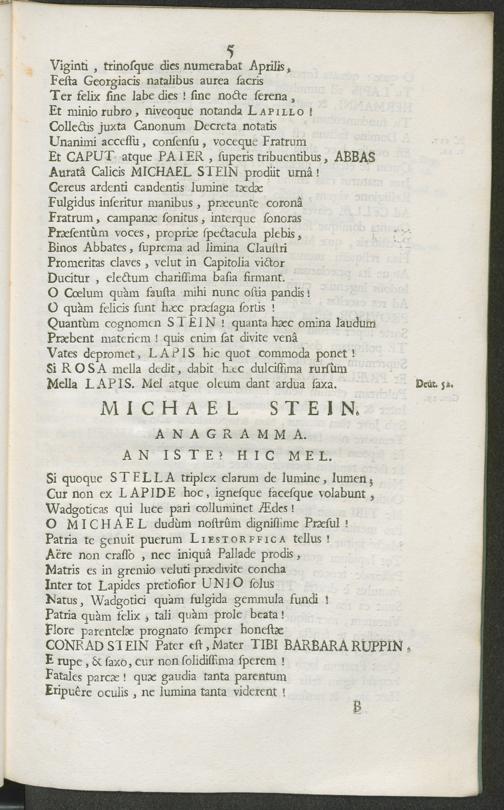 5
Viginti , trinoſque dies numerabat Aprilis,
Feſta Georgiacis natalibus aurea ſacris
Ter felix ſine labe dies ! ſine nocte ſerena ,
Et minio rubro , niveoque notanda LAPILLO !
Collectis juxta Canonum Decreta notatis
Unanimi acceſſu , conſenſu , voceque Fratrum
Et CAPUT atque PATER , ſuperis tribuentibus, ABBAS
Auratâ Calicis MICHAEL STEIN prodiit urnâ !
Cereus ardenti candentis lumine tædæ
Fulgidus inſeritur manibus , præeunte coronâ
Fratrum , campanæ ſonitus , interque ſonoras
Præſentûm voces, propriæ ſpectacula plebis ,
Binos Abbates , ſuprema ad limina Clauſtri
Promeritas claves , velut in Capitolia victor
Ducitur , electum chariſſima baſia firmant.
O Cœlum quàm fauſta mihi nunc oſtia pandis !
O quàm felicis ſunt hæc præſagia ſortis !
Quantùm cognomen STEIN ! quanta hæc omina laudum
Præbent materiem ! quis enim ſat divite venâ
Vates depromet, LAPIS hic quot commoda ponet !
Si ROSA mella dedit, dabit hæc dulciſſima rurſùm
Mella LAPIS. Mel atque oleum dant ardua ſaxa. Deut. 32.
MICHAEL STEIN.
ANAGRAMMA.
AN ISTE? HIC MEL.
Si quoque STELLA triplex clarum de lumine, lumen;
Cur non ex LAPIDE hoc, igneſque faceſque volabunt ,
Wadgoticas qui luce pari colluminet Ædes !
O MICHAEL dudùm noſtrûm digniſſime Præſul !
Patria te genuit puerum LIESTORFFICA tellus !
Aëre non craſſo , nec iniquâ Pallade prodis,
Matris es in gremio veluti prædivite concha
Inter tot Lapides pretioſior UNIO ſolus
Natus, Wadgotici quàm fulgida gemmula fundi !
Patria quàm felix , tali quàm prole beata !
Flore parentelæ prognato ſemper honeſtæ
CONRAD STEIN Pater eſt , Mater TIBI BARBARA RUPPIN ,
E rupe , & ſaxo, cur non ſolidiſſima ſperem !
Fatales parcæ ! quæ gaudia tanta parentum
Eripuêre oculis , ne lumina tanta viderent !
B